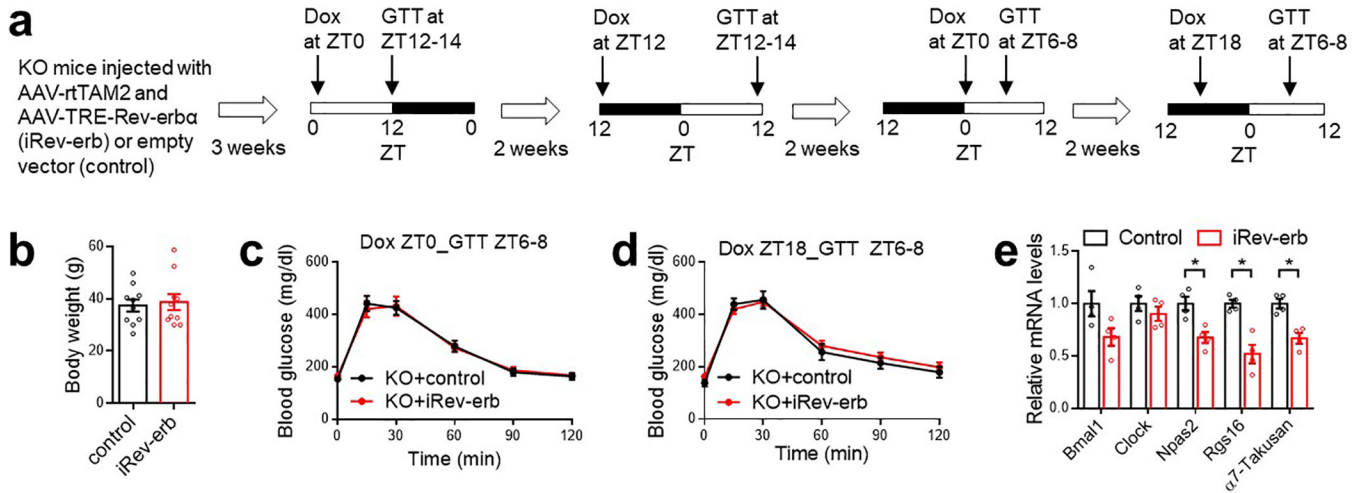 a
KO mice injected with
AAV-rtTAM2 and
AAV-TRE-Rev-erbα
(iRev-erb) or empty
vector (control)
3 weeks
Dox
at ZT0
GTT at
ZT12-14
0
12
0
ZT
2 weeks
Dox
at ZT12
GTT at
ZT12-14
12
0
12
ZT
2 weeks
Dox
at ZT0
GTT
at ZT6-8
0
12
ZT
2 weeks
Dox
at ZT18
GTT
at ZT6-8
12
0
12
ZT
b
Body weight (g)
60
40
20
0
control
iRev-erb
c
Dox ZT0_GTT ZT6-8
Blood glucose (mg/dl)
600
400
200
0
KO+control
KO+iRev-erb
0
30
60
90
120
Time (min)
d
Dox ZT18_GTT ZT6-8
Blood glucose (mg/dl)
600
400
200
0
KO+control
KO+iRev-erb
0
30
60
90
120
Time (min)
e
Control
iRev-erb
Relative mRNA levels
1.5
1.0
0.5
0.0
*
*
*
Bmal1
Clock
Npas2
Rgs16
α7-Takusan